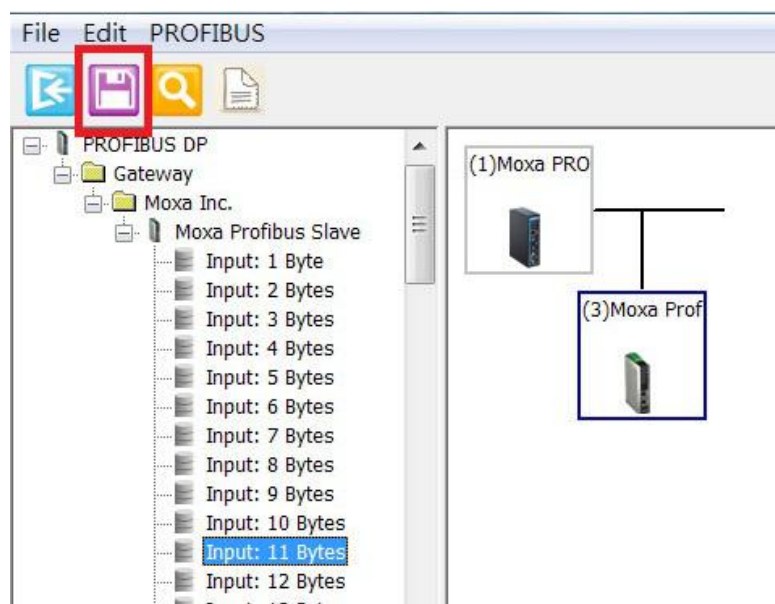 File Edit PROFIBUS
PROFIBUS DP
Gateway
Moxa Inc.
Moxa Profibus Slave
Input: 1 Byte
Input: 2 Bytes
Input: 3 Bytes
Input: 4 Bytes
Input: 5 Bytes
Input: 6 Bytes
Input: 7 Bytes
Input: 8 Bytes
Input: 9 Bytes
Input: 10 Bytes
Input: 11 Bytes
Input: 12 Bytes
(1)Moxa PRO
(3)Moxa Prof